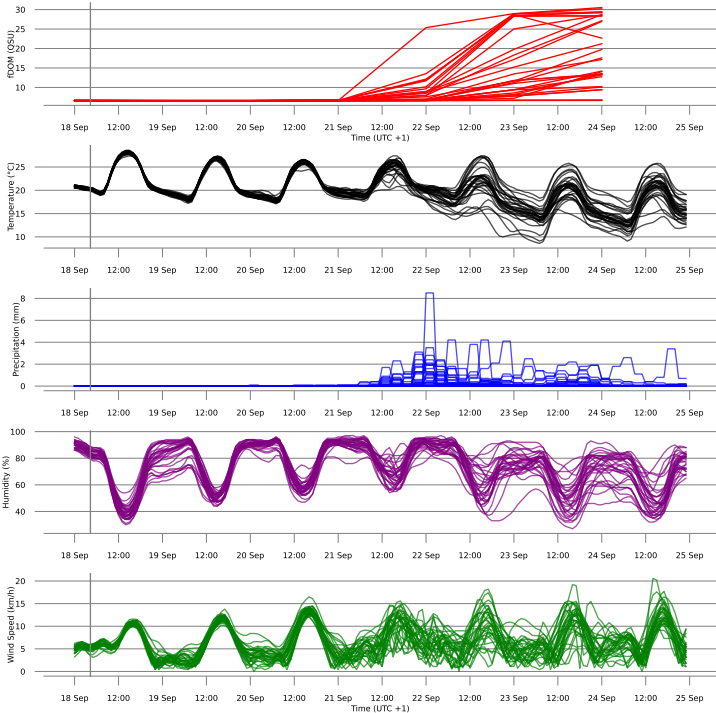 fDOM (QSU)
30
25
20
15
10
18 Sep 12:00 19 Sep 12:00 20 Sep 12:00 21 Sep 12:00 22 Sep 12:00 23 Sep 12:00 24 Sep 12:00 25 Sep
Time (UTC +1)
Temperature (°C)
25
20
15
10
18 Sep 12:00 19 Sep 12:00 20 Sep 12:00 21 Sep 12:00 22 Sep 12:00 23 Sep 12:00 24 Sep 12:00 25 Sep
Precipitation (mm)
8
6
4
2
0
18 Sep 12:00 19 Sep 12:00 20 Sep 12:00 21 Sep 12:00 22 Sep 12:00 23 Sep 12:00 24 Sep 12:00 25 Sep
Humidity (%)
100
80
60
40
18 Sep 12:00 19 Sep 12:00 20 Sep 12:00 21 Sep 12:00 22 Sep 12:00 23 Sep 12:00 24 Sep 12:00 25 Sep
Wind Speed (km/h)
20
15
10
5
0
18 Sep 12:00 19 Sep 12:00 20 Sep 12:00 21 Sep 12:00 22 Sep 12:00 23 Sep 12:00 24 Sep 12:00 25 Sep
Time (UTC +1)